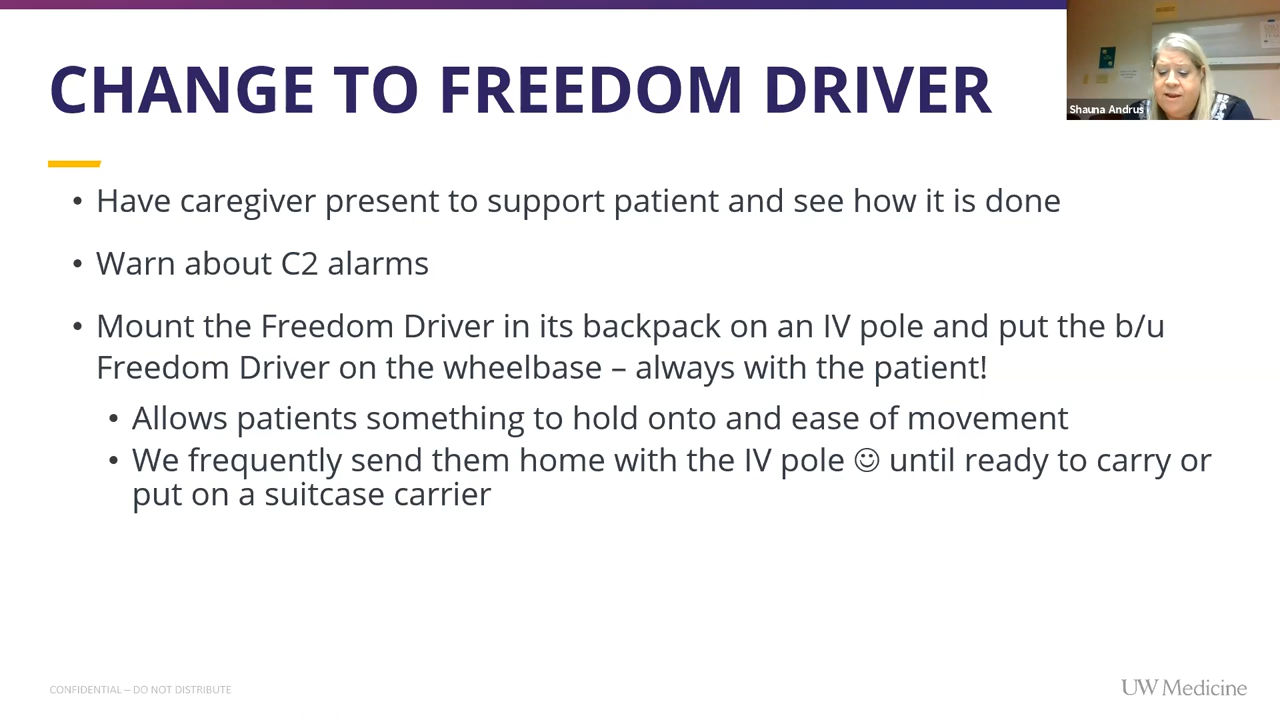 CHANGE TO FREEDOM DRIVER
Shauna Andrus
• Have caregiver present to support patient and see how it is done
• Warn about C2 alarms
• Mount the Freedom Driver in its backpack on an IV pole and put the b/u
Freedom Driver on the wheelbase – always with the patient!
• Allows patients something to hold onto and ease of movement
• We frequently send them home with the IV pole ☺ until ready to carry or
put on a suitcase carrier
CONFIDENTIAL – DO NOT DISTRIBUTE
UW Medicine